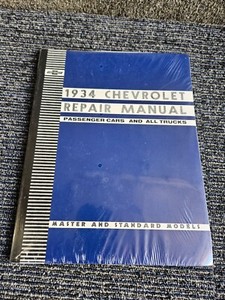 1934 CHEVROLET
REPAIR MANUAL
PASSENGER CARS AND ALL TRUCKS
MASTER AND STANDARD MODELS